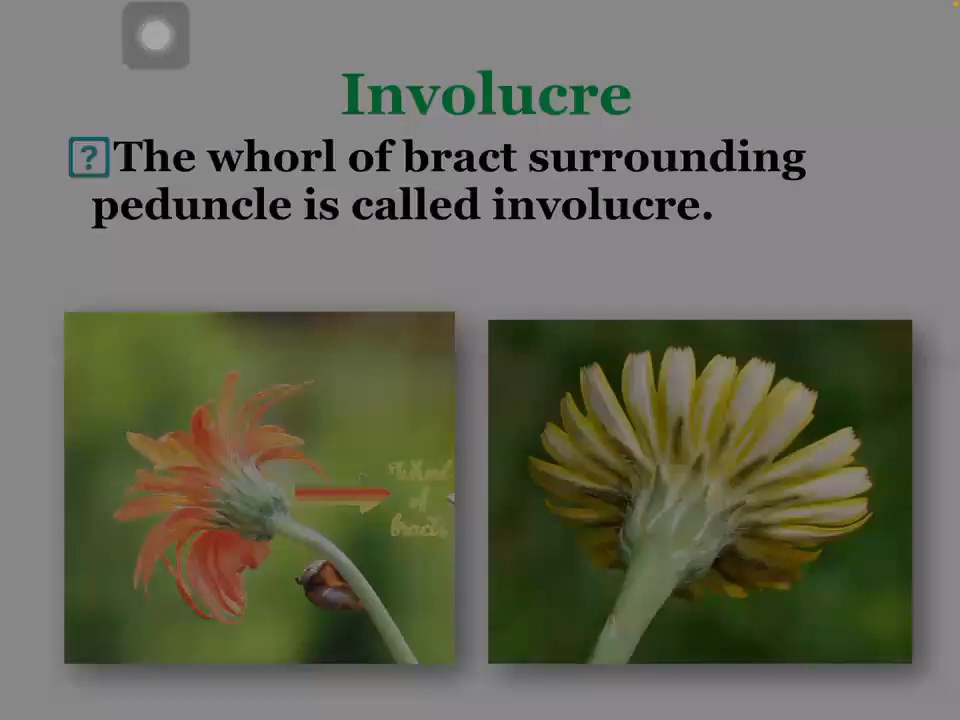 Involucre
The whorl of bract surrounding
peduncle is called involucre.
Whorl
of
bracts